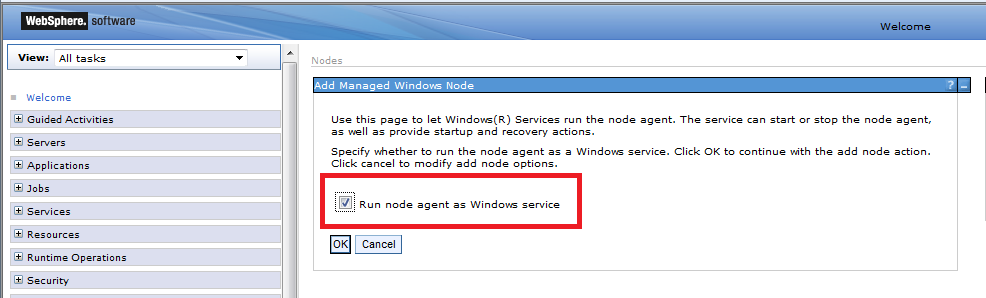 WebSphere. software
Welcome
View: All tasks
Welcome
Guided Activities
Servers
Applications
Jobs
Services
Resources
Runtime Operations
Security
Nodes
Add Managed Windows Node
? –
Use this page to let Windows(R) Services run the node agent. The service can start or stop the node agent,
as well as provide startup and recovery actions.
Specify whether to run the node agent as a Windows service. Click OK to continue with the add node action.
Click cancel to modify add node options.
Run node agent as Windows service
OK Cancel